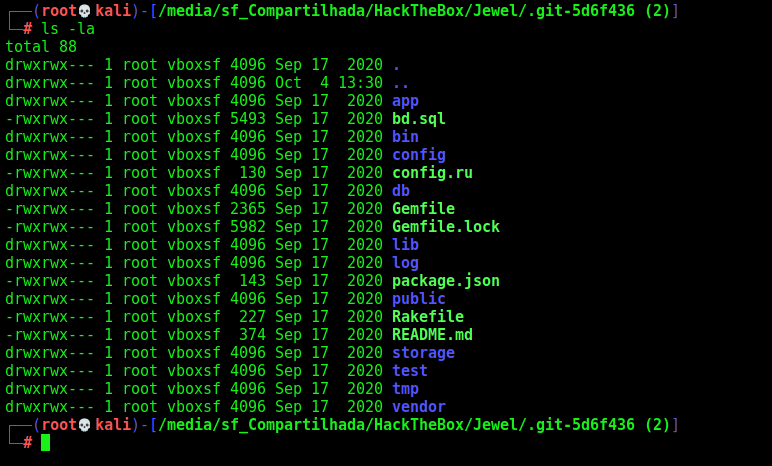 ┌──(root💀kali)-[/media/sf_Compartilhada/HackTheBox/Jewel/.git-5d6f436 (2)]
└─# ls -la
total 88
drwxrwx--- 1 root vboxsf 4096 Sep 17  2020 .
drwxrwx--- 1 root vboxsf 4096 Oct  4 13:30 ..
drwxrwx--- 1 root vboxsf 4096 Sep 17  2020 app
-rwxrwx--- 1 root vboxsf 5493 Sep 17  2020 bd.sql
drwxrwx--- 1 root vboxsf 4096 Sep 17  2020 bin
drwxrwx--- 1 root vboxsf 4096 Sep 17  2020 config
-rwxrwx--- 1 root vboxsf  130 Sep 17  2020 config.ru
drwxrwx--- 1 root vboxsf 4096 Sep 17  2020 db
-rwxrwx--- 1 root vboxsf 2365 Sep 17  2020 Gemfile
-rwxrwx--- 1 root vboxsf 5982 Sep 17  2020 Gemfile.lock
drwxrwx--- 1 root vboxsf 4096 Sep 17  2020 lib
drwxrwx--- 1 root vboxsf 4096 Sep 17  2020 log
-rwxrwx--- 1 root vboxsf  143 Sep 17  2020 package.json
drwxrwx--- 1 root vboxsf 4096 Sep 17  2020 public
-rwxrwx--- 1 root vboxsf  227 Sep 17  2020 Rakefile
-rwxrwx--- 1 root vboxsf  374 Sep 17  2020 README.md
drwxrwx--- 1 root vboxsf 4096 Sep 17  2020 storage
drwxrwx--- 1 root vboxsf 4096 Sep 17  2020 test
drwxrwx--- 1 root vboxsf 4096 Sep 17  2020 tmp
drwxrwx--- 1 root vboxsf 4096 Sep 17  2020 vendor
┌──(root💀kali)-[/media/sf_Compartilhada/HackTheBox/Jewel/.git-5d6f436 (2)]
└─#